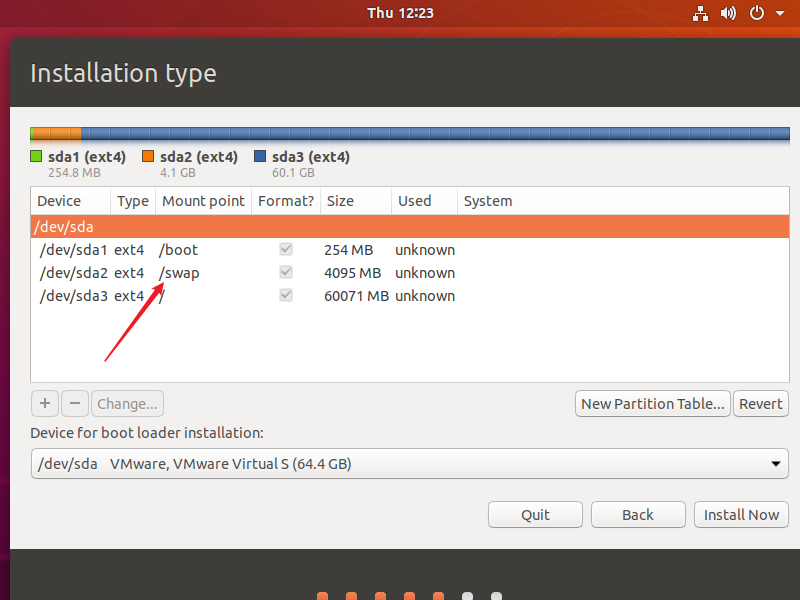 Thu 12:23
Installation type
sda1 (ext4) sda2 (ext4) sda3 (ext4)
254.8 MB 4.1 GB 60.1 GB
Device Type Mount point Format? Size Used System
/dev/sda
/dev/sda1 ext4 /boot 254 MB unknown
/dev/sda2 ext4 /swap 4095 MB unknown
/dev/sda3 ext4 / 60071 MB unknown
+ − Change... New Partition Table... Revert
Device for boot loader installation:
/dev/sda VMware, VMware Virtual S (64.4 GB)
Quit Back Install Now